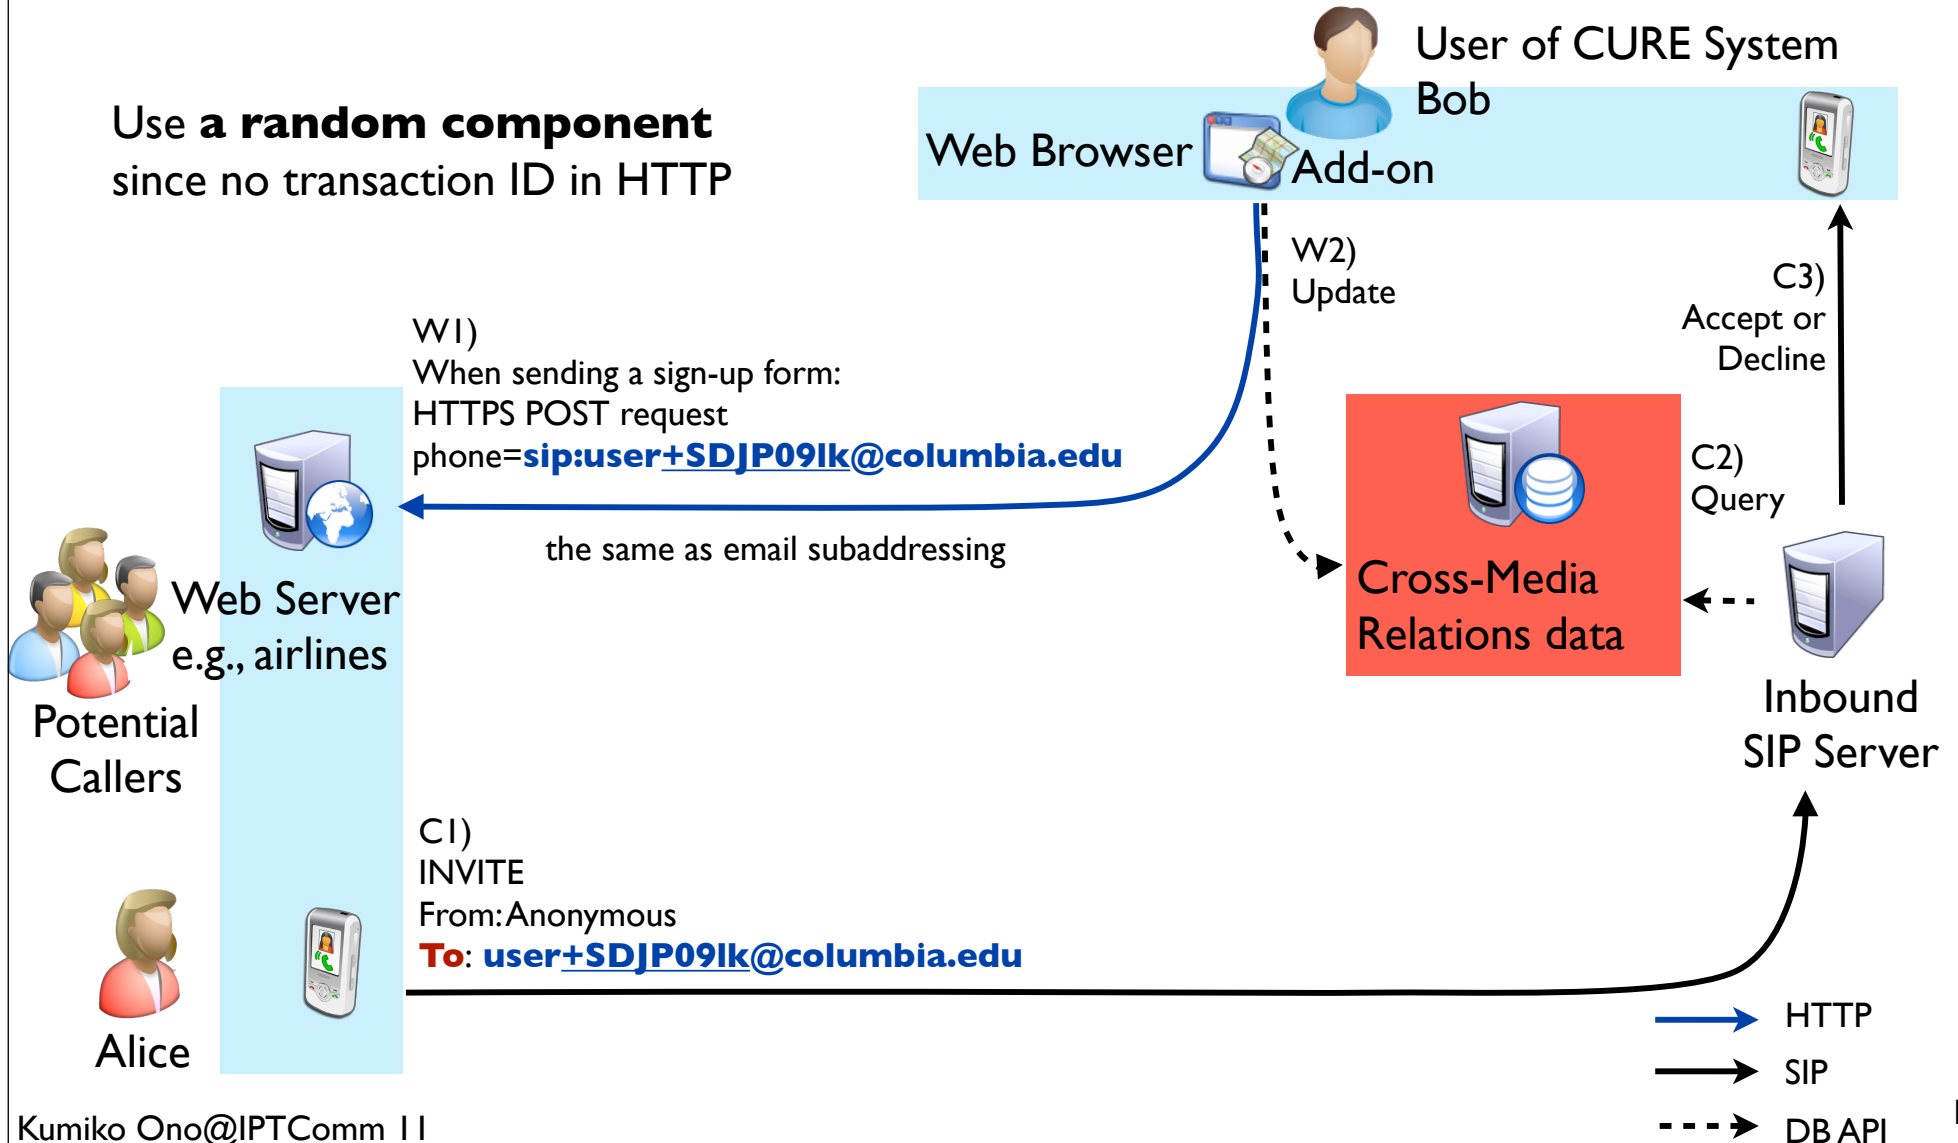 Use a random component
since no transaction ID in HTTP
User of CURE System
Bob
Web Browser
Add-on
W2)
Update
C3)
Accept or
Decline
W1)
When sending a sign-up form:
HTTPS POST request
phone=sip:user+SDJP09lk@columbia.edu
the same as email subaddressing
C2)
Query
Cross-Media
Relations data
Web Server
e.g., airlines
Potential
Callers
Inbound
SIP Server
C1)
INVITE
From: Anonymous
To: user+SDJP09lk@columbia.edu
Alice
HTTP
SIP
DB API
Kumiko Ono@IPTComm 11